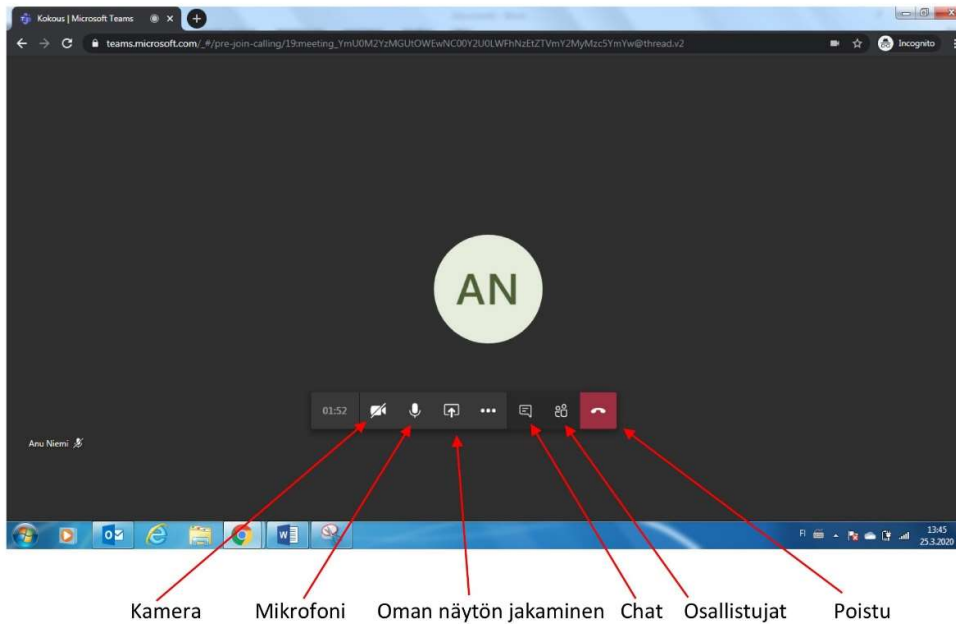 Kokous | Microsoft Teams
teams.microsoft.com/_#/pre-join-calling/19:meeting_YmU0M2YzMGUtOWEwNC00Y2U0LWFhNzEtZTVmY2MyMzc5YmYw@thread.v2
Incognito
AN
01:52
Anu Niemi
FI
13:45
25.3.2020
Kamera Mikrofoni Oman näytön jakaminen Chat Osallistujat Poistu